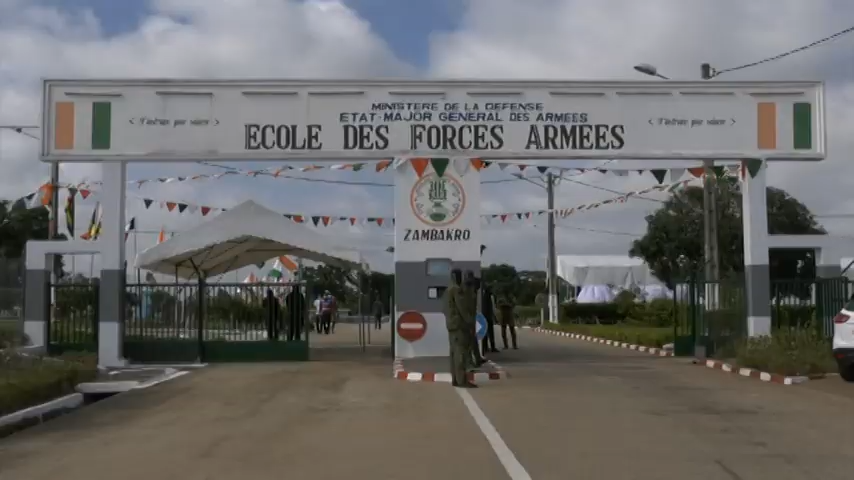 MINISTERE DE LA DEFENSE
ETAT-MAJOR GENERAL DES ARMEES
ECOLE DES FORCES ARMEES
ZAMBAKRO